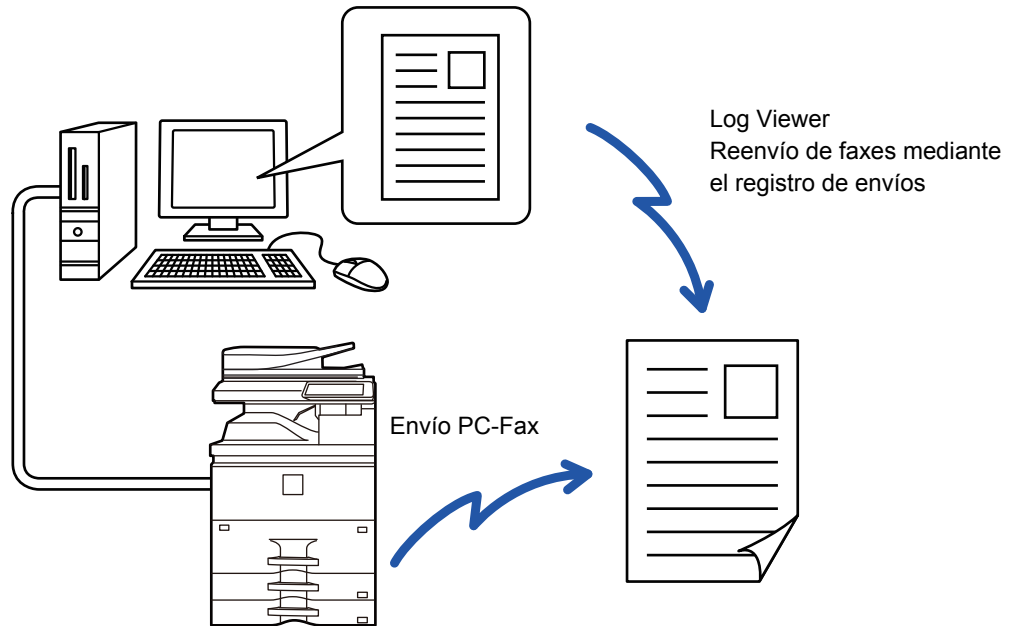 Log Viewer
Reenvío de faxes mediante
el registro de envíos
Envío PC-Fax